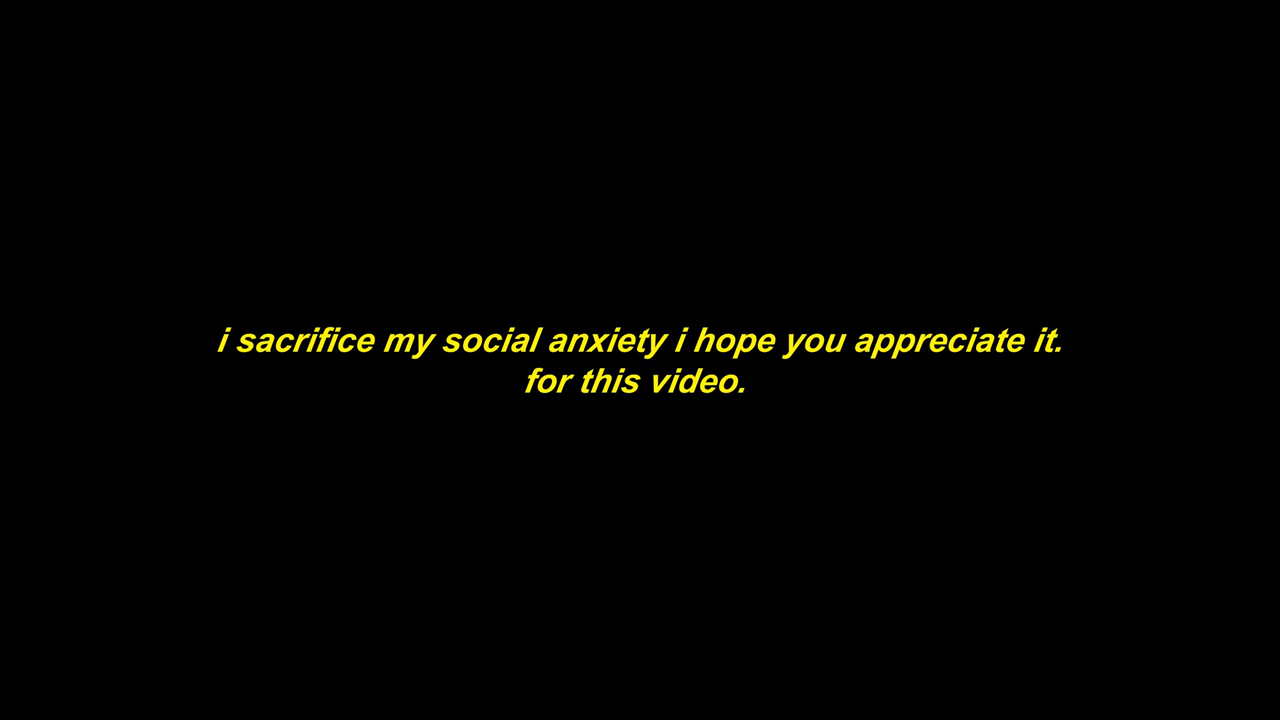 i sacrifice my social anxiety i hope you appreciate it.
for this video.